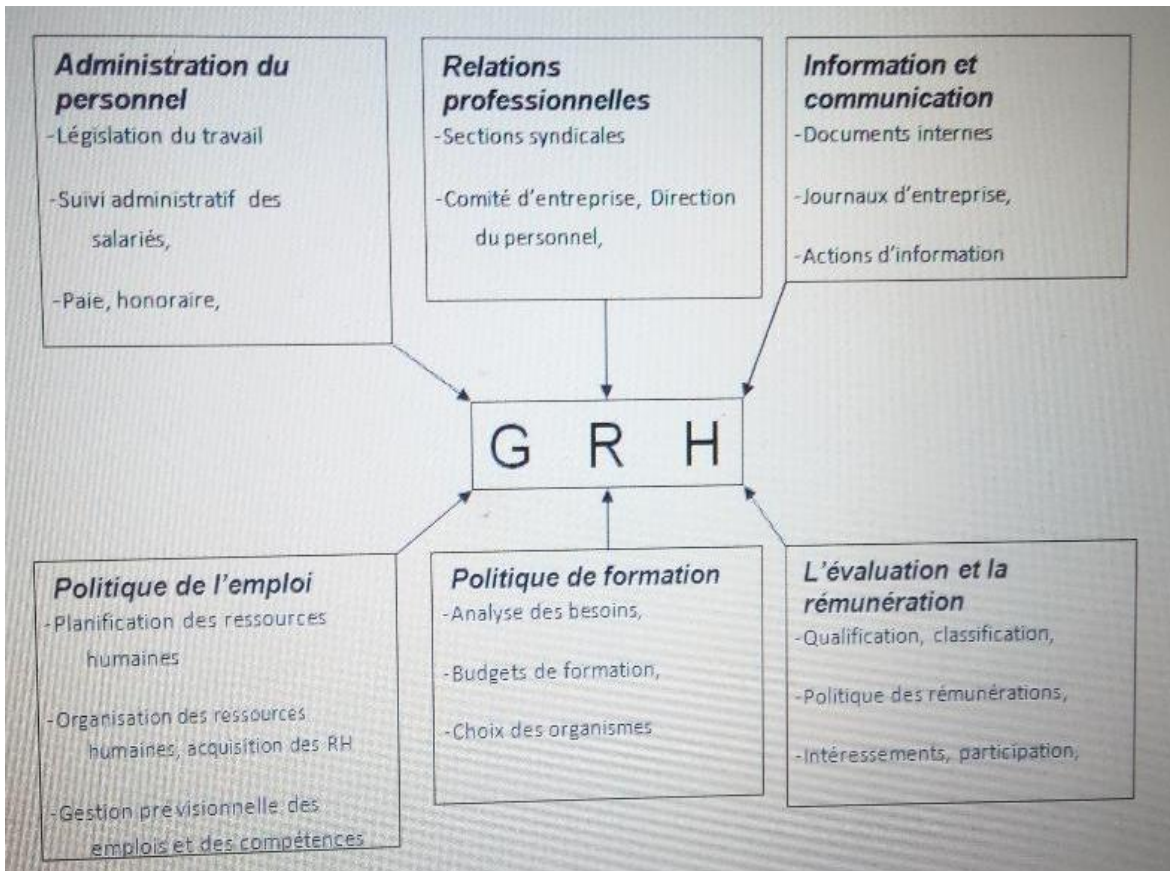 Administration du
personnel
-Législation du travail
-Suivi administratif des
salariés,
-Paie, honoraire,
Relations
professionnelles
-Sections syndicales
-Comité d'entreprise, Direction
du personnel,
Information et
communication
-Documents internes
-Journaux d'entreprise,
-Actions d'information
G R H
Politique de l'emploi
-Planification des ressources
humaines
-Organisation des ressources
humaines, acquisition des RH
-Gestion prévisionnelle des
emplois et des compétences
Politique de formation
-Analyse des besoins,
-Budgets de formation,
-Choix des organismes
L'évaluation et la
rémunération
-Qualification, classification,
-Politique des rémunérations,
-Intéressements, participation,